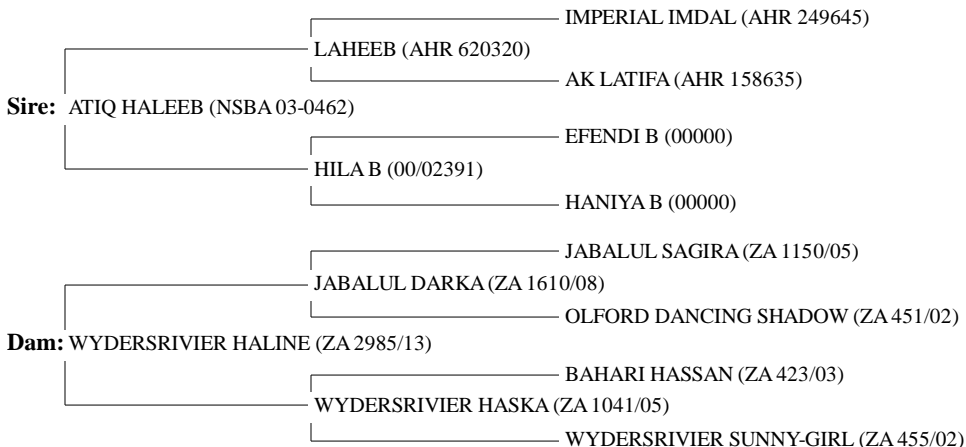 IMPERIAL IMDAL (AHR 249645)
LAHEEB (AHR 620320)
AK LATIFA (AHR 158635)
Sire: ATIQ HALEEB (NSBA 03-0462)
EFENDI B (00000)
HILA B (00/02391)
HANIYA B (00000)
JABALUL SAGIRA (ZA 1150/05)
JABALUL DARKA (ZA 1610/08)
OLFORD DANCING SHADOW (ZA 451/02)
Dam: WYDERSRIVIER HALINE (ZA 2985/13)
BAHARI HASSAN (ZA 423/03)
WYDERSRIVIER HASKA (ZA 1041/05)
WYDERSRIVIER SUNNY-GIRL (ZA 455/02)